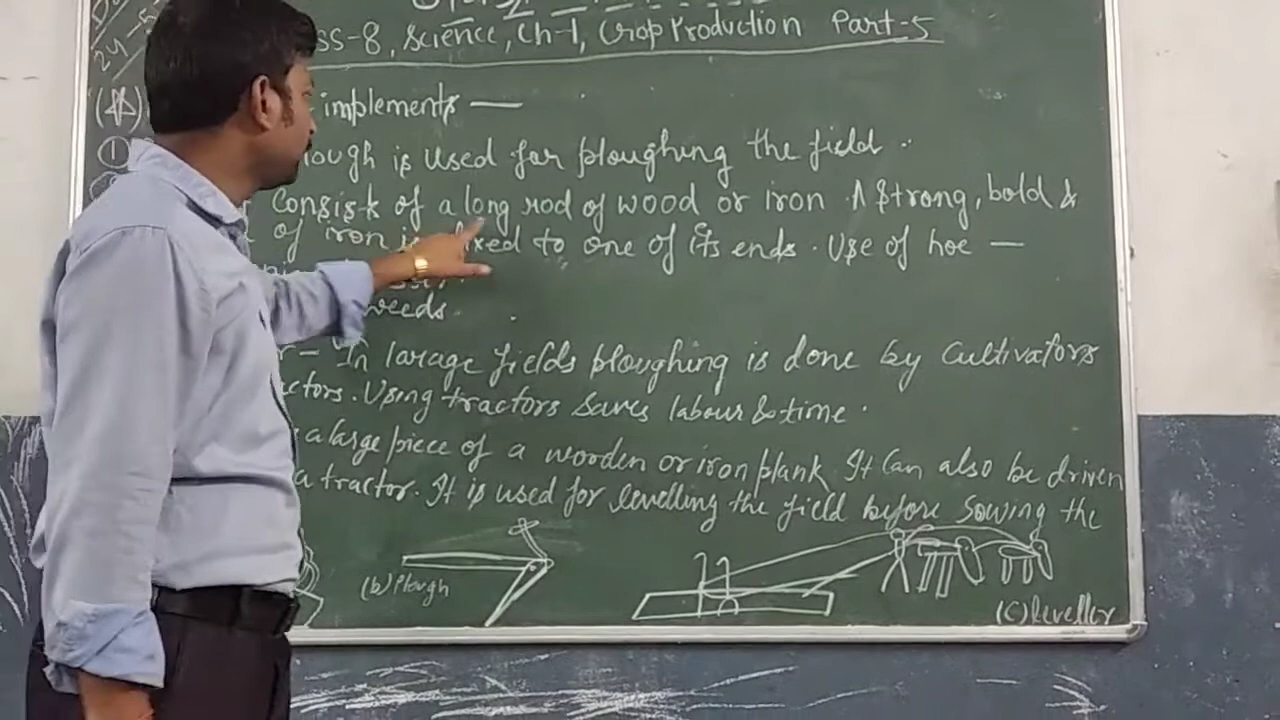 ss-8, Science, Ch-1, Crop Production Part-5
implements —
①
lough is used for ploughing the field.
Consist of a long rod of wood or iron. A strong, bold &
of iron is fixed to one of its ends. Use of hoe —
weeds
r - In larage fields ploughing is done by Cultivators
ctors. Using tractors saves labour & time.
a large piece of a wooden or iron plank. It can also be driven
a tractor. It is used for levelling the field before sowing the
(b) Plough
(c) leveller